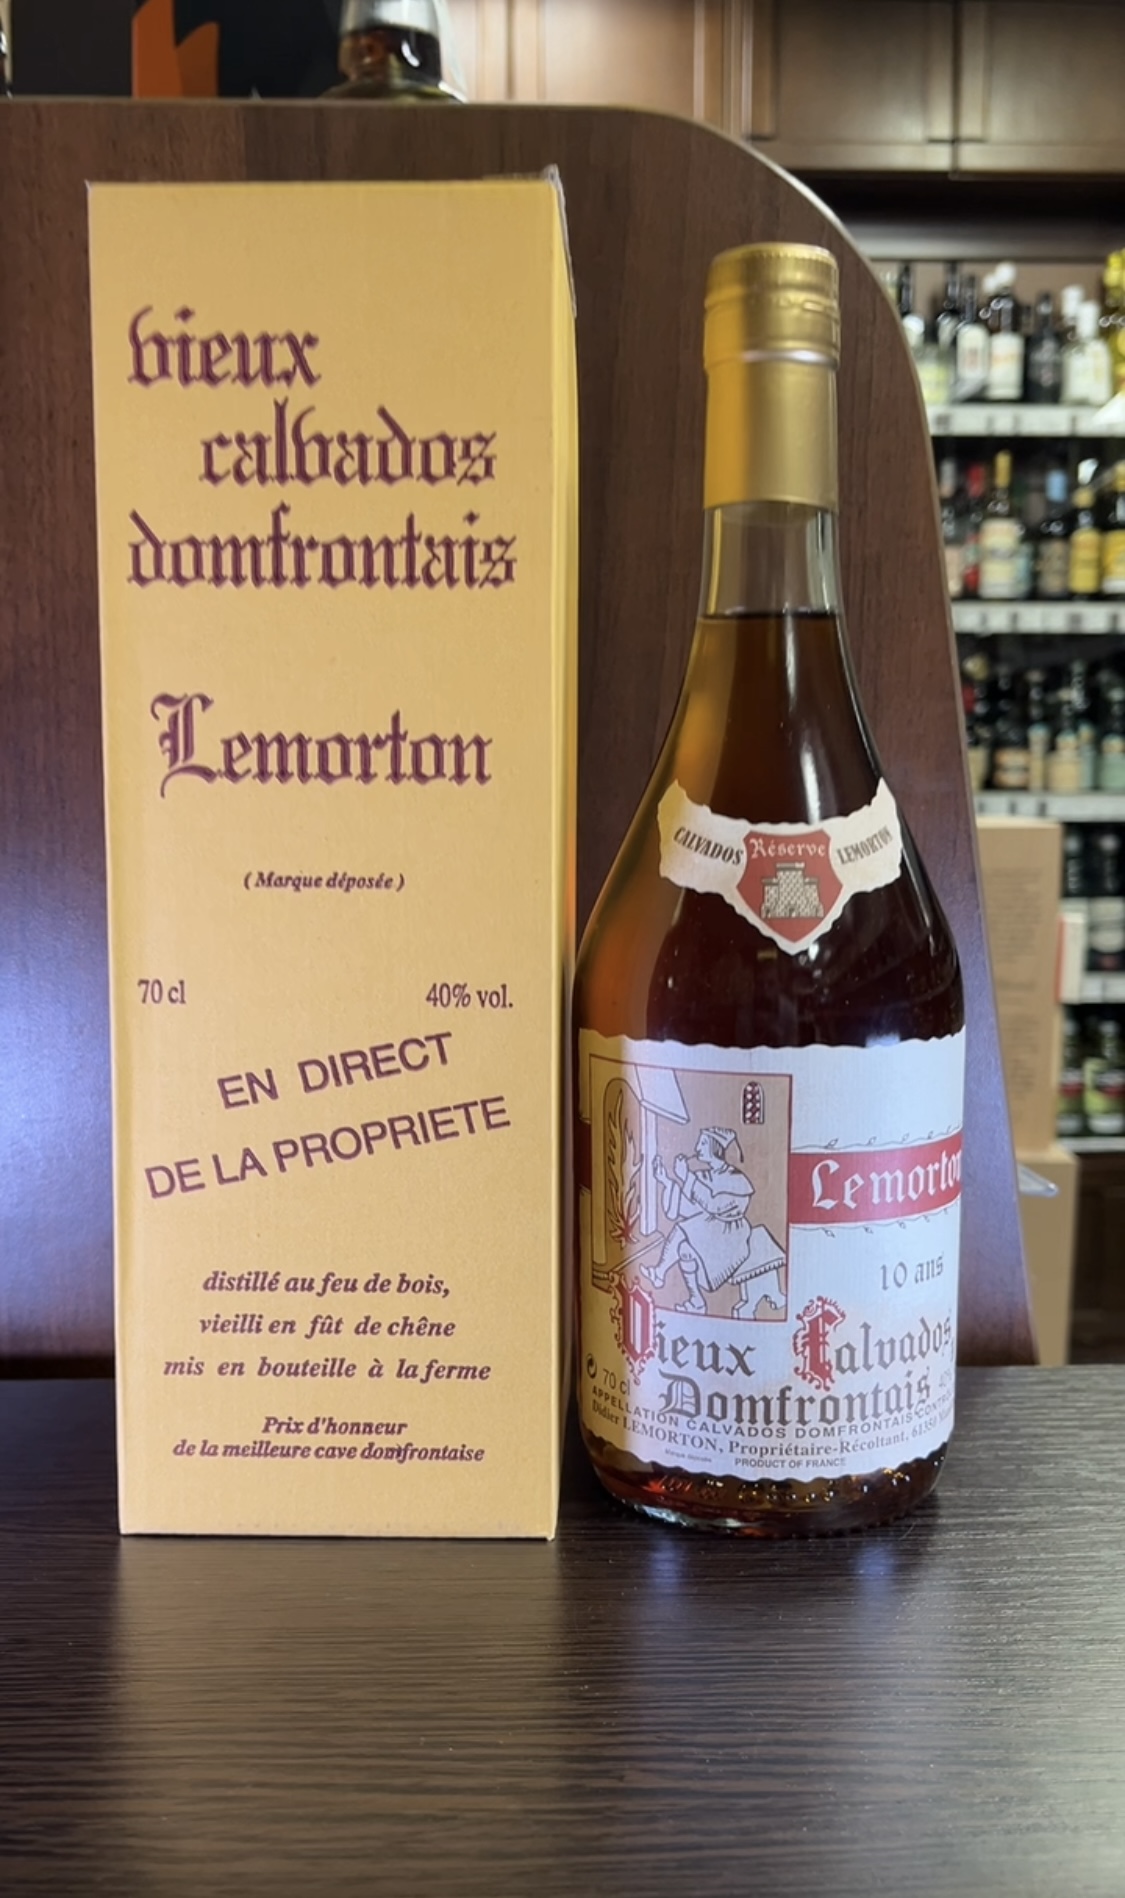 vieux
calvados
domfrontais
Lemorton
( Marque déposée )
70 cl 40% vol.
EN DIRECT
DE LA PROPRIETE
distillé au feu de bois,
vieilli en fût de chêne
mis en bouteille à la ferme
Prix d'honneur
de la meilleure cave domfrontaise
CALVADOS Réserve LEMORTON
Lemorton
10 ans
Vieux Calvados
Domfrontais
70 cl 40%
APPELLATION CALVADOS DOMFRONTAIS CONTROL
Didier LEMORTON, Propriétaire-Récoltant, 61350
PRODUCT OF FRANCE